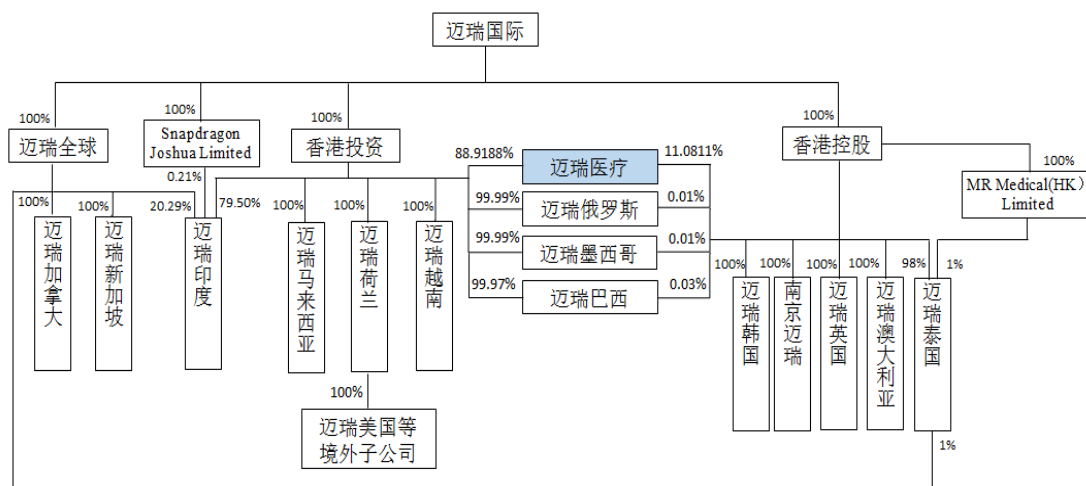 迈瑞国际
100%
100%
100%
100%
迈瑞全球
Snapdragon
Joshua Limited
香港投资
香港控股
88.9188%
迈瑞医疗
11.0811%
100%
MR Medical(HK）
Limited
0.21%
99.99%
迈瑞俄罗斯
0.01%
99.99%
迈瑞墨西哥
0.01%
99.97%
迈瑞巴西
0.03%
100%
100%
20.29%
79.50%
100%
100%
100%
迈瑞加拿大
迈瑞新加坡
迈瑞印度
迈瑞马来西亚
迈瑞荷兰
迈瑞越南
100%
100%
100%
100%
98%
1%
迈瑞韩国
南京迈瑞
迈瑞英国
迈瑞澳大利亚
迈瑞泰国
100%
迈瑞美国等
境外子公司
1%